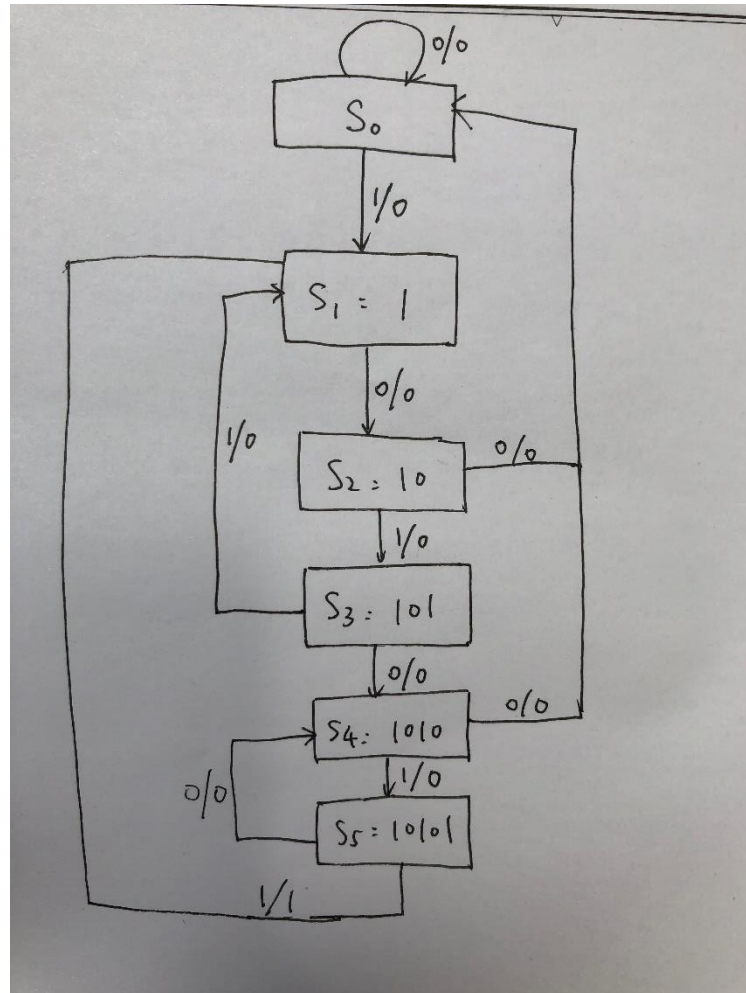 0/0
S₀
1/0
S₁ = 1
0/0
1/0
S₂ = 10
0/0
1/0
S₃ = 101
0/0
S₄ = 1010
0/0
1/0
0/0
S₅ = 10101
1/1